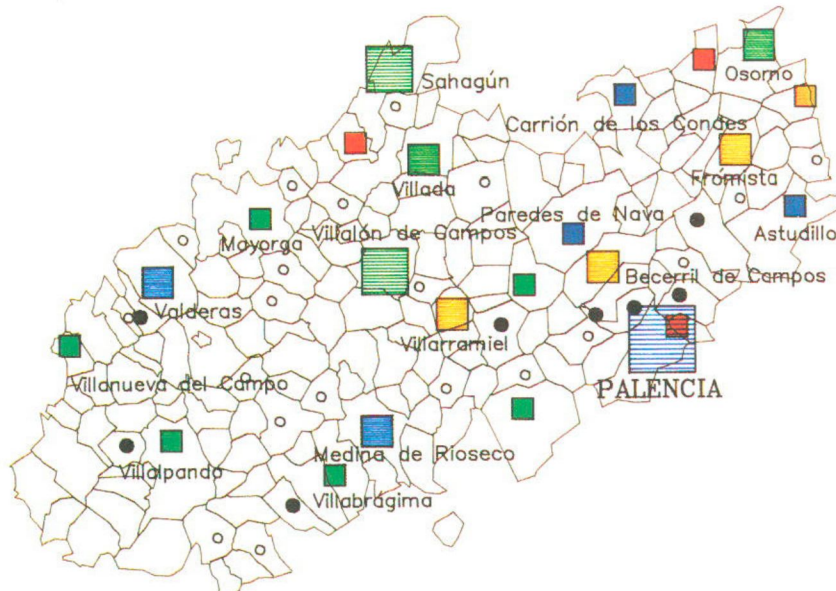 Osorno
Sahagún
Carrión de los Condes
Villada
Frómista
Paredes de Nava
Mayorga
Villalón de Campos
Astudillo
Becerril de Campos
Valderas
Villarramiel
Villanueva del Campo
PALENCIA
Medina de Rioseco
Villalpando
Villabrágima